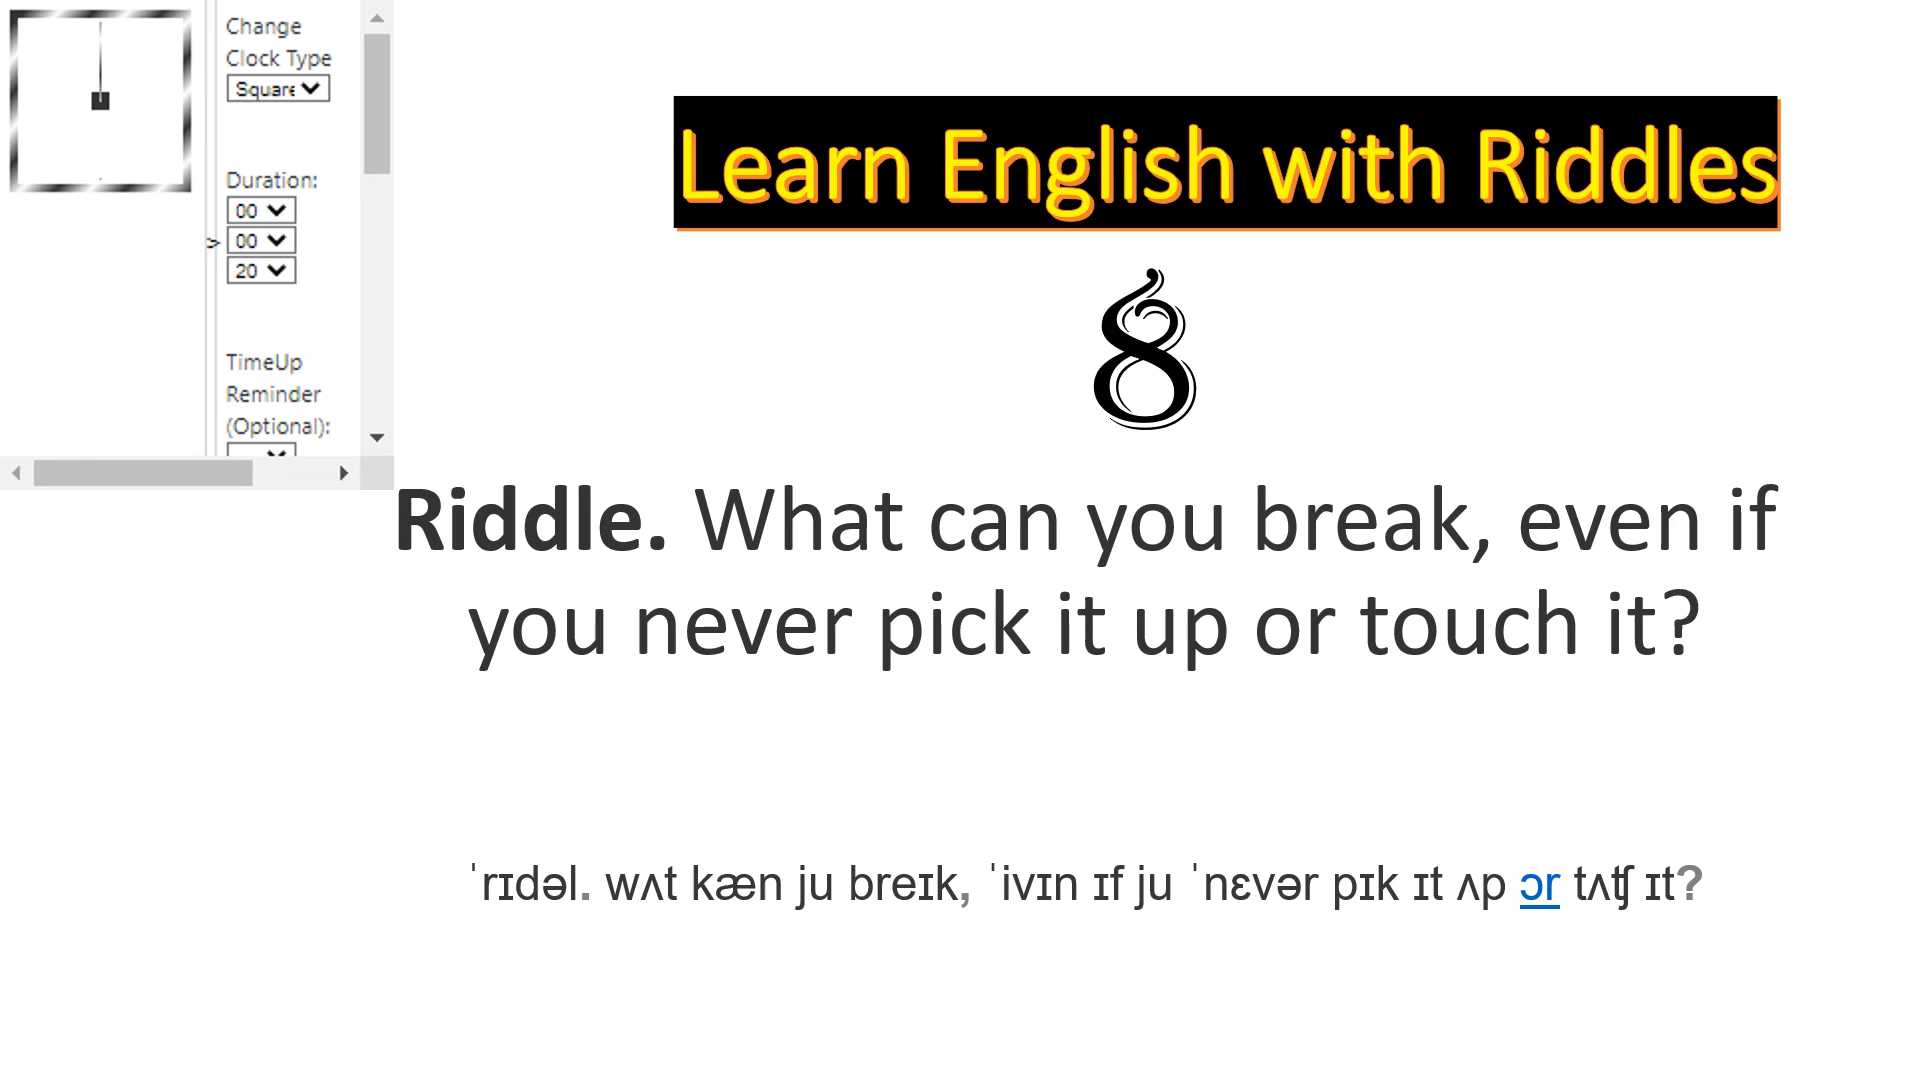 Change
Clock Type
Square
Duration:
00
00
20
>
TimeUp
Reminder
(Optional):
Learn English with Riddles
8
Riddle. What can you break, even if
you never pick it up or touch it?
ˈrɪdəl. wʌt kæn ju breɪk, ˈivɪn ɪf ju ˈnɛvər pɪk ɪt ʌp ɔr tʌʧ ɪt?